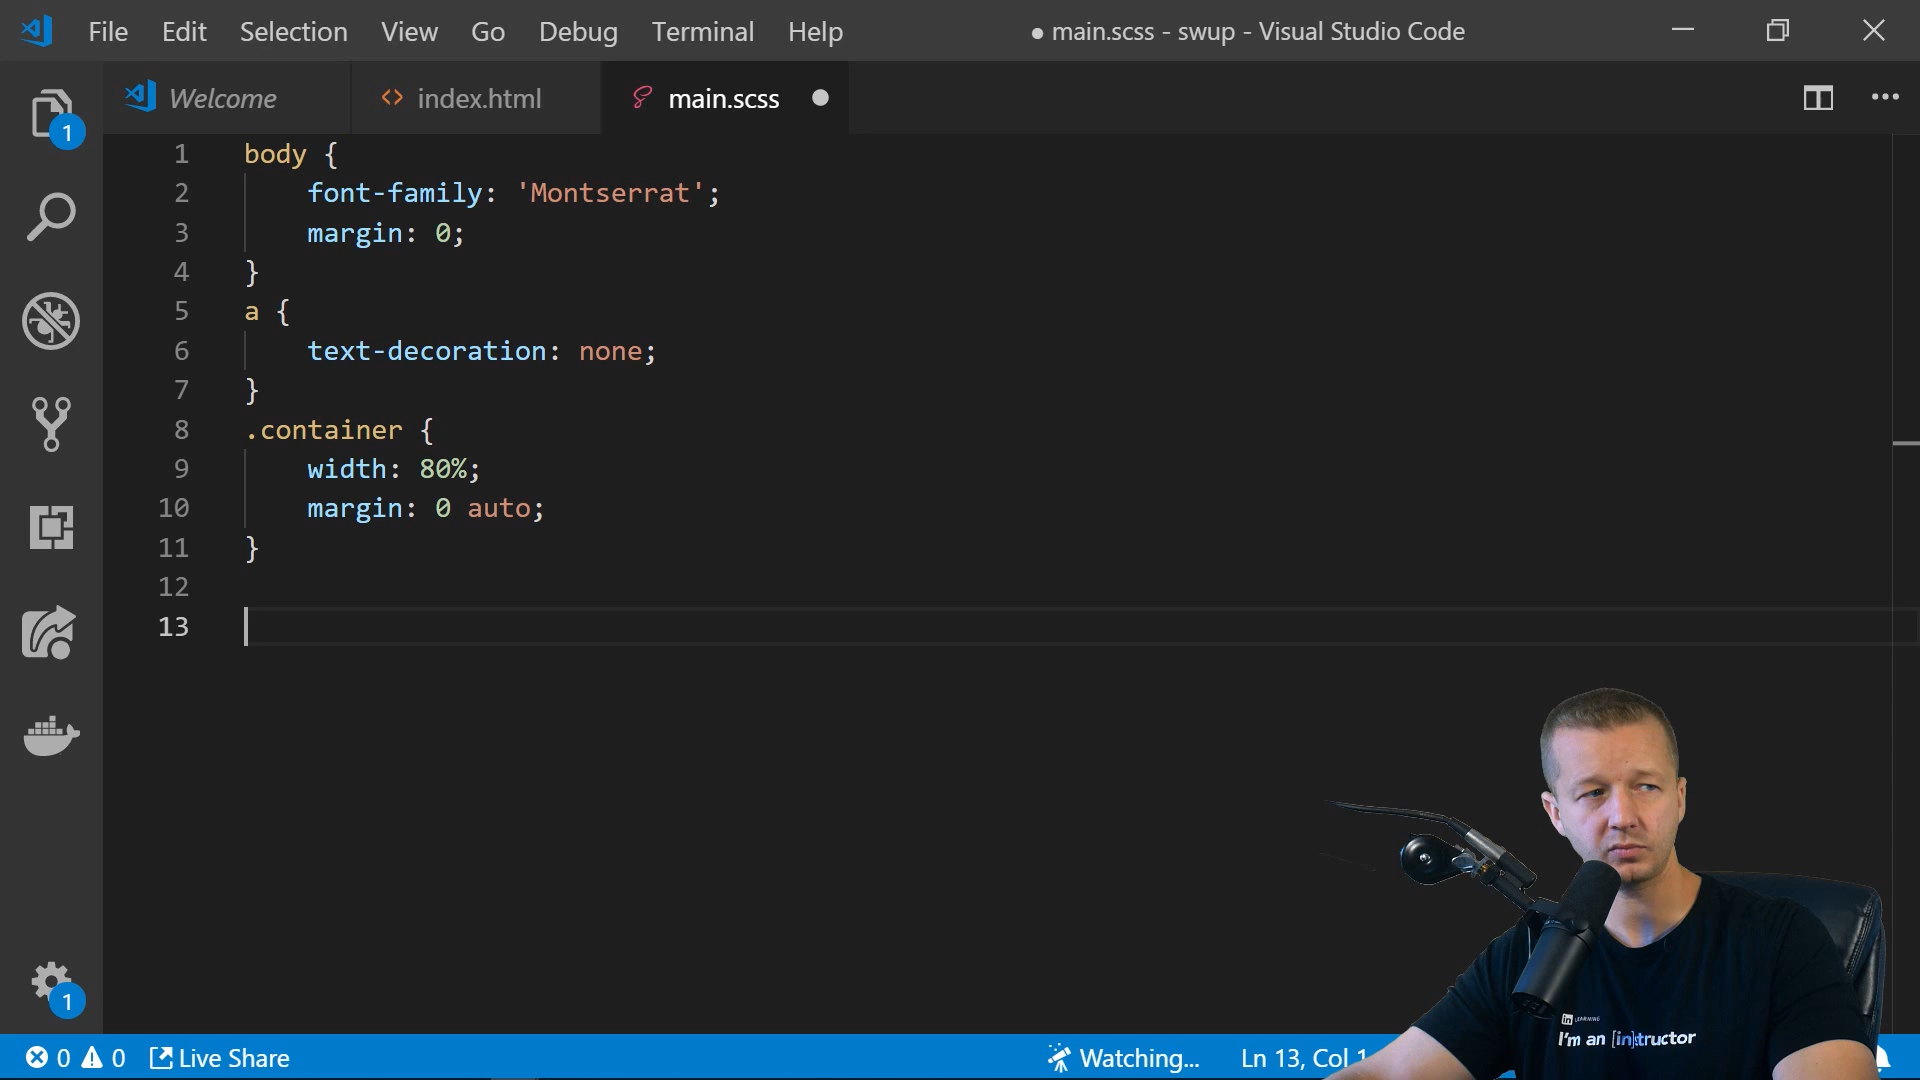 File Edit Selection View Go Debug Terminal Help
● main.scss - swup - Visual Studio Code
Welcome
index.html
main.scss
1
1 body {
2 font-family: 'Montserrat';
3 margin: 0;
4 }
5 a {
6 text-decoration: none;
7 }
8 .container {
9 width: 80%;
10 margin: 0 auto;
11 }
12
13
1
in LEARNING
I'm an [in]structor
0 0 Live Share
Watching...
Ln 13, Col 1